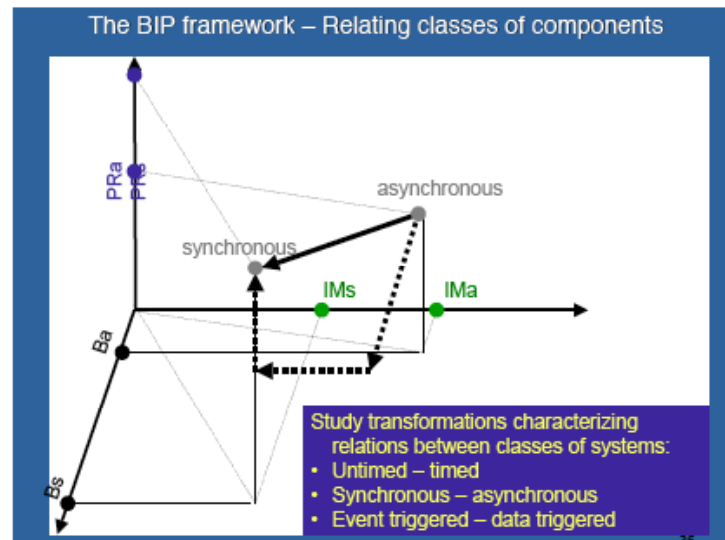 The BIP framework – Relating classes of components
PRa
PRs
asynchronous
synchronous
IMs
IMa
Ba
Bs
Study transformations characterizing
relations between classes of systems:
• Untimed – timed
• Synchronous – asynchronous
• Event triggered – data triggered